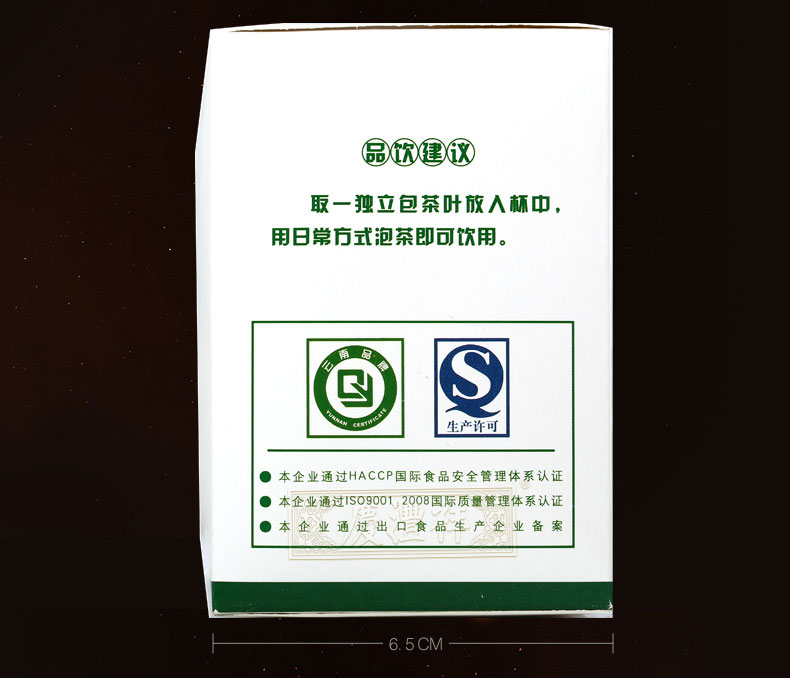 品饮建议
取一独立包茶叶放入杯中，
用日常方式泡茶即可饮用。
云南品牌
QY
YUNNAN CERTIFICATE
S
生产许可
● 本企业通过HACCP国际食品安全管理体系认证
● 本企业通过ISO9001:2008国际质量管理体系认证
● 本企业通过出口食品生产企业备案
庆沣祥
®
6.5CM